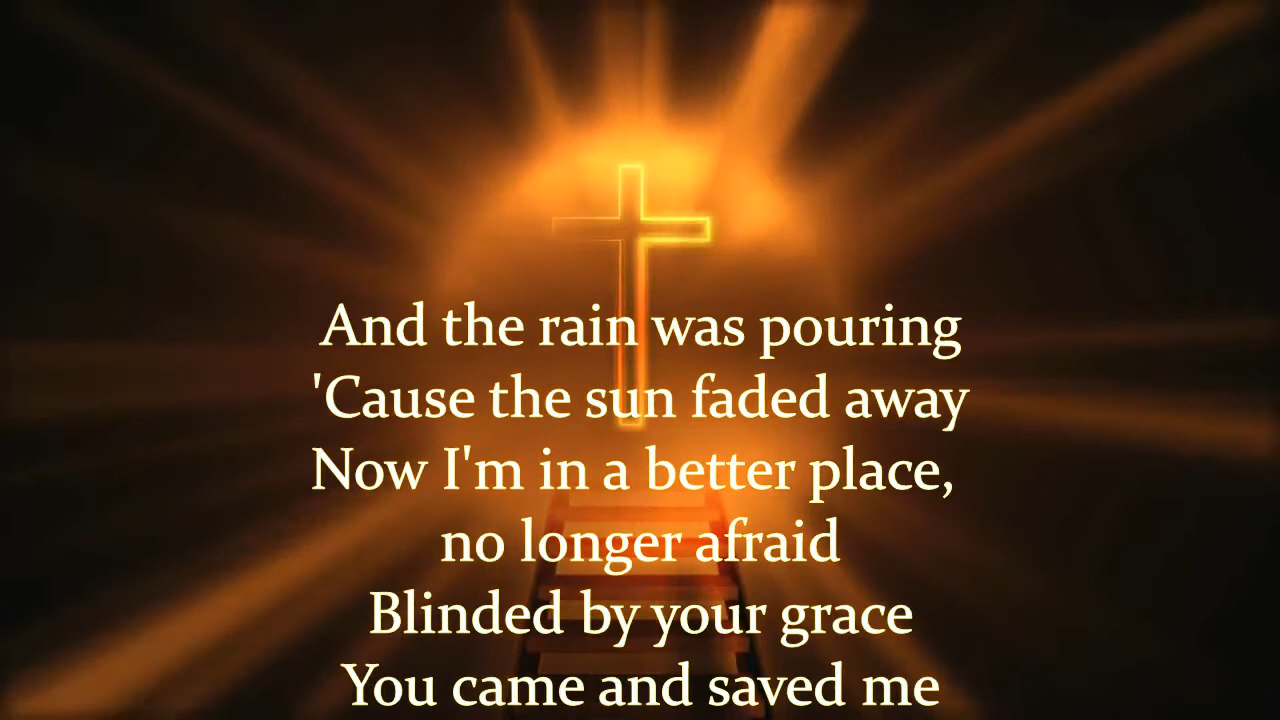 And the rain was pouring
'Cause the sun faded away
Now I'm in a better place,
no longer afraid
Blinded by your grace
You came and saved me